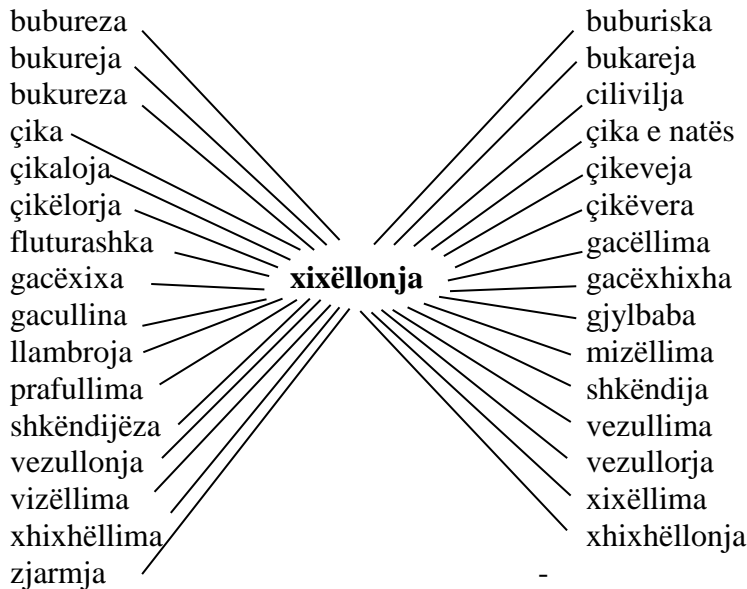 bubureza buburiska
bukureja bukareja
bukureza cilivilja
çika çika e natës
çikaloja çikeveja
çikëlorja çikëvera
fluturashka gacëllima
gacëxixa xixëllonja gacëxhixha
gacullina gjylbaba
llambroja mizëllima
prafullima shkëndija
shkëndijëza vezullima
vezullonja vezullorja
vizëllima xixëllima
xhixhëllima xhixhëllonja
zjarmja -